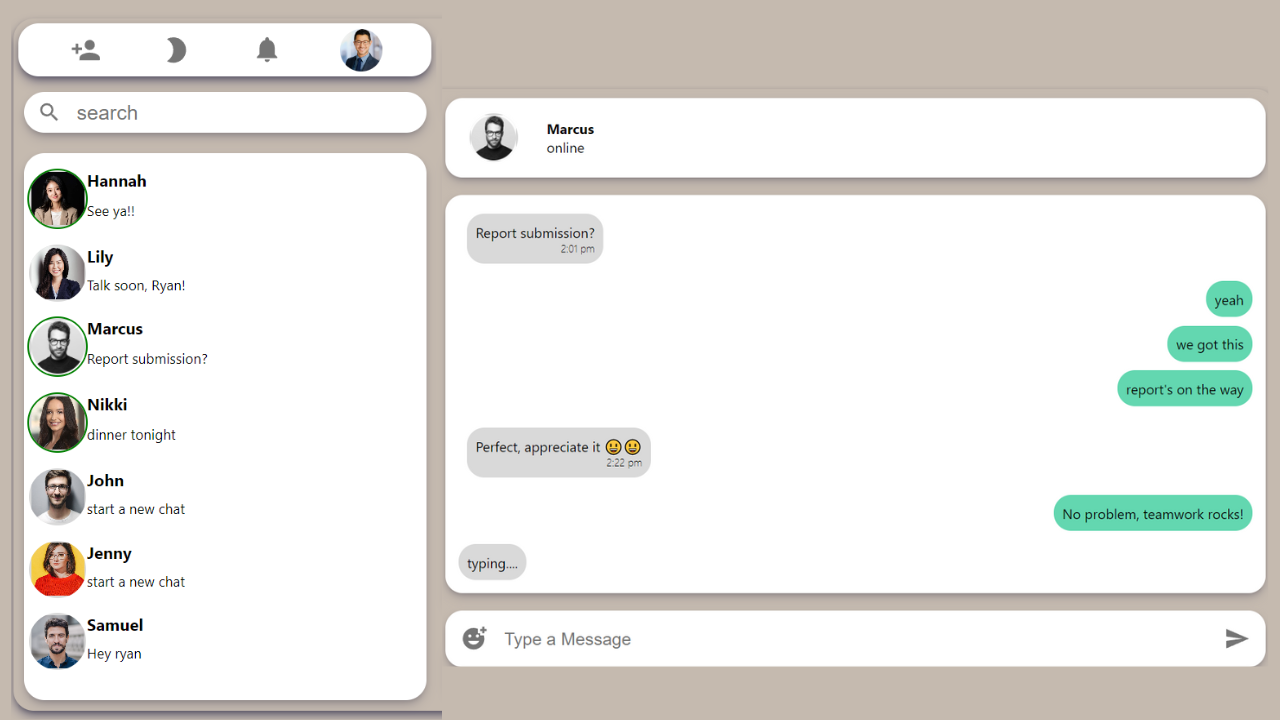 search
Hannah
See ya!!
Lily
Talk soon, Ryan!
Marcus
Report submission?
Nikki
dinner tonight
John
start a new chat
Jenny
start a new chat
Samuel
Hey ryan
Marcus
online
Report submission?
2:01 pm
yeah
we got this
report's on the way
Perfect, appreciate it 😀😀
2:22 pm
No problem, teamwork rocks!
typing....
Type a Message